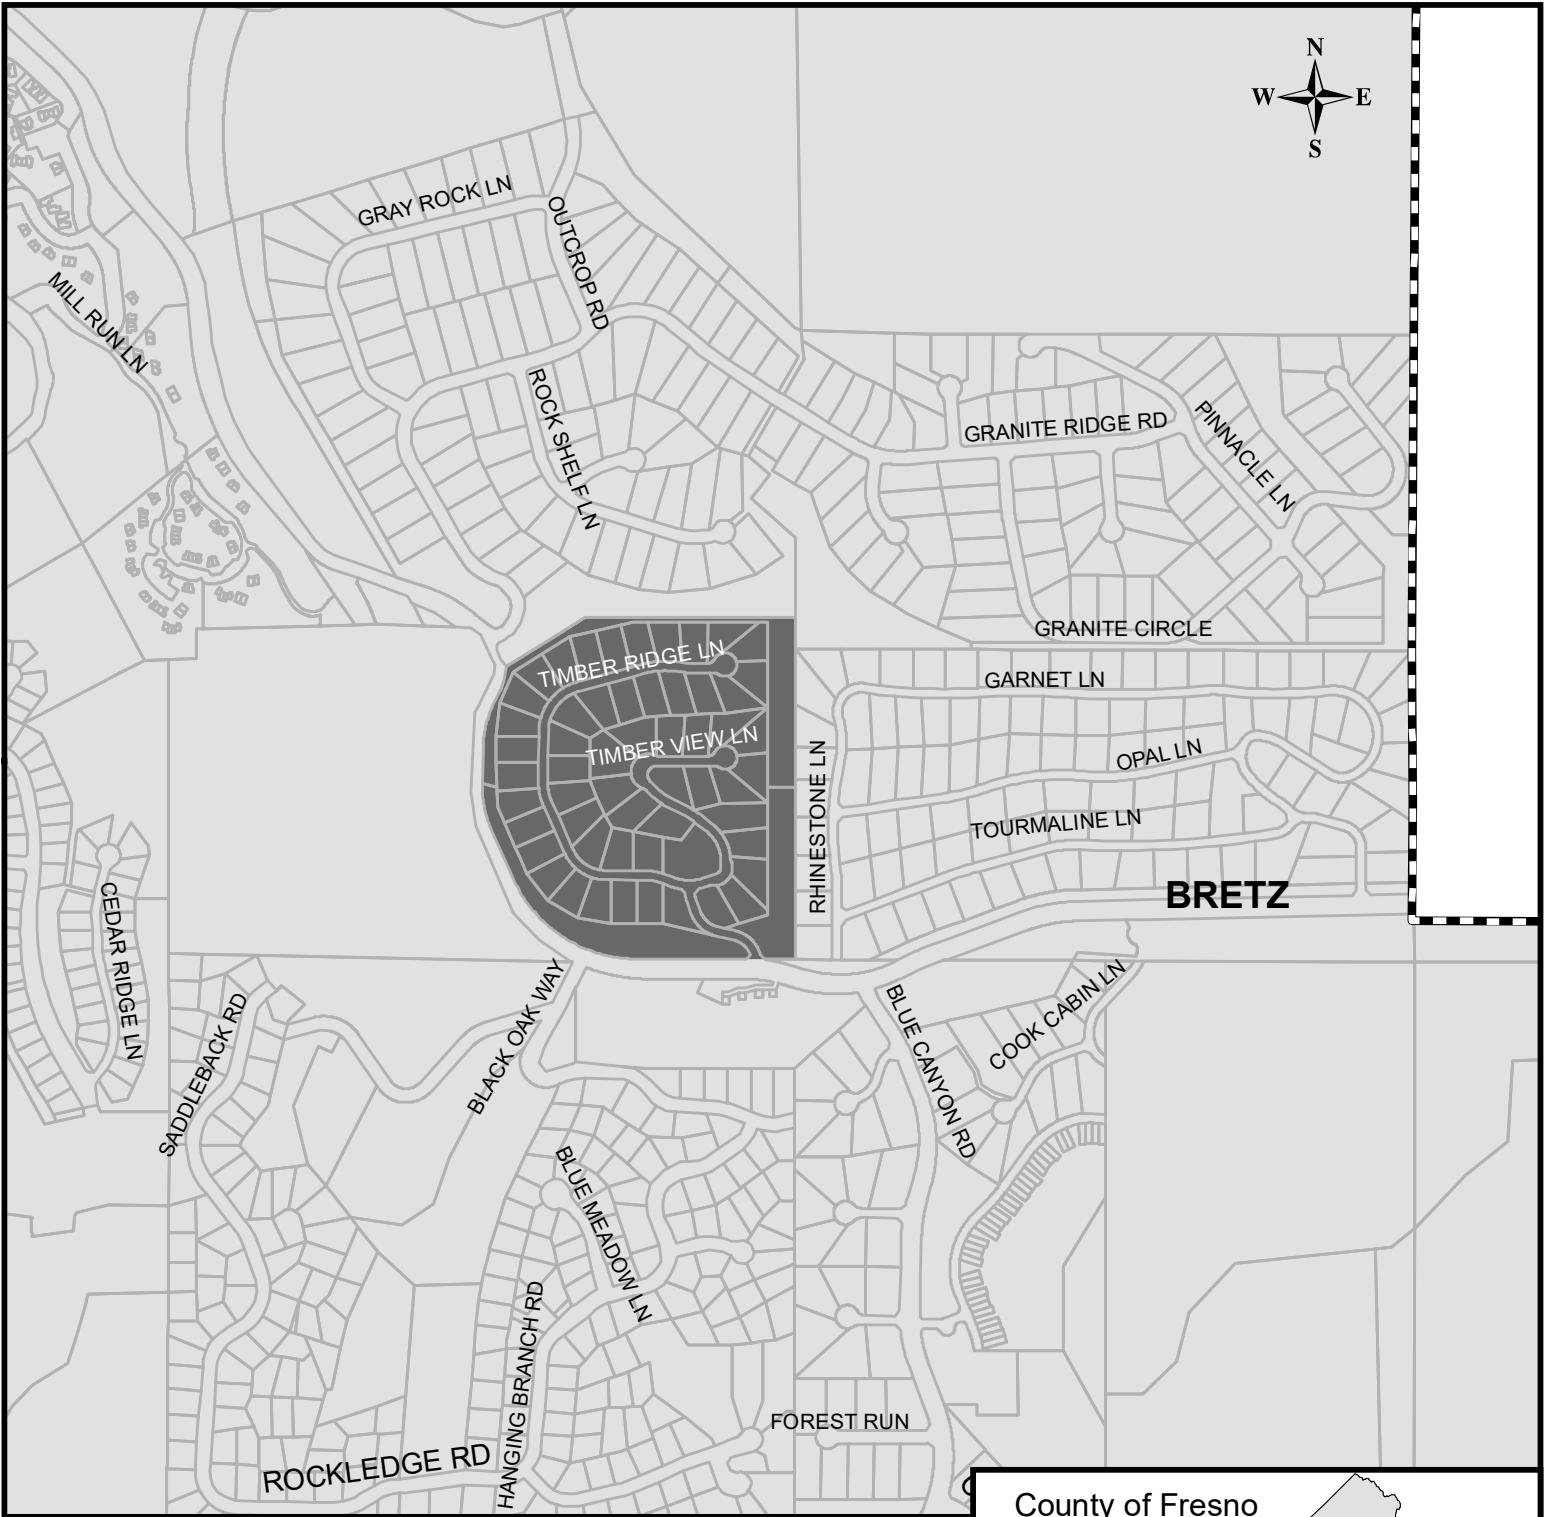 N
W E
S
GRAY ROCK LN
OUTCROP RD
MILL RUN LN
ROCK SHELF LN
GRANITE RIDGE RD
PINNACLE LN
GRANITE CIRCLE
TIMBER RIDGE LN
GARNET LN
TIMBER VIEW LN
RHINESTONE LN
OPAL LN
TOURMALINE LN
BRETZ
CEDAR RIDGE LN
SADDLEBACK RD
BLACK OAK WAY
BLUE CANYON RD
COOK CABIN LN
BLUE MEADOW LN
HANGING BRANCH RD
FOREST RUN
ROCKLEDGE RD
County of Fresno